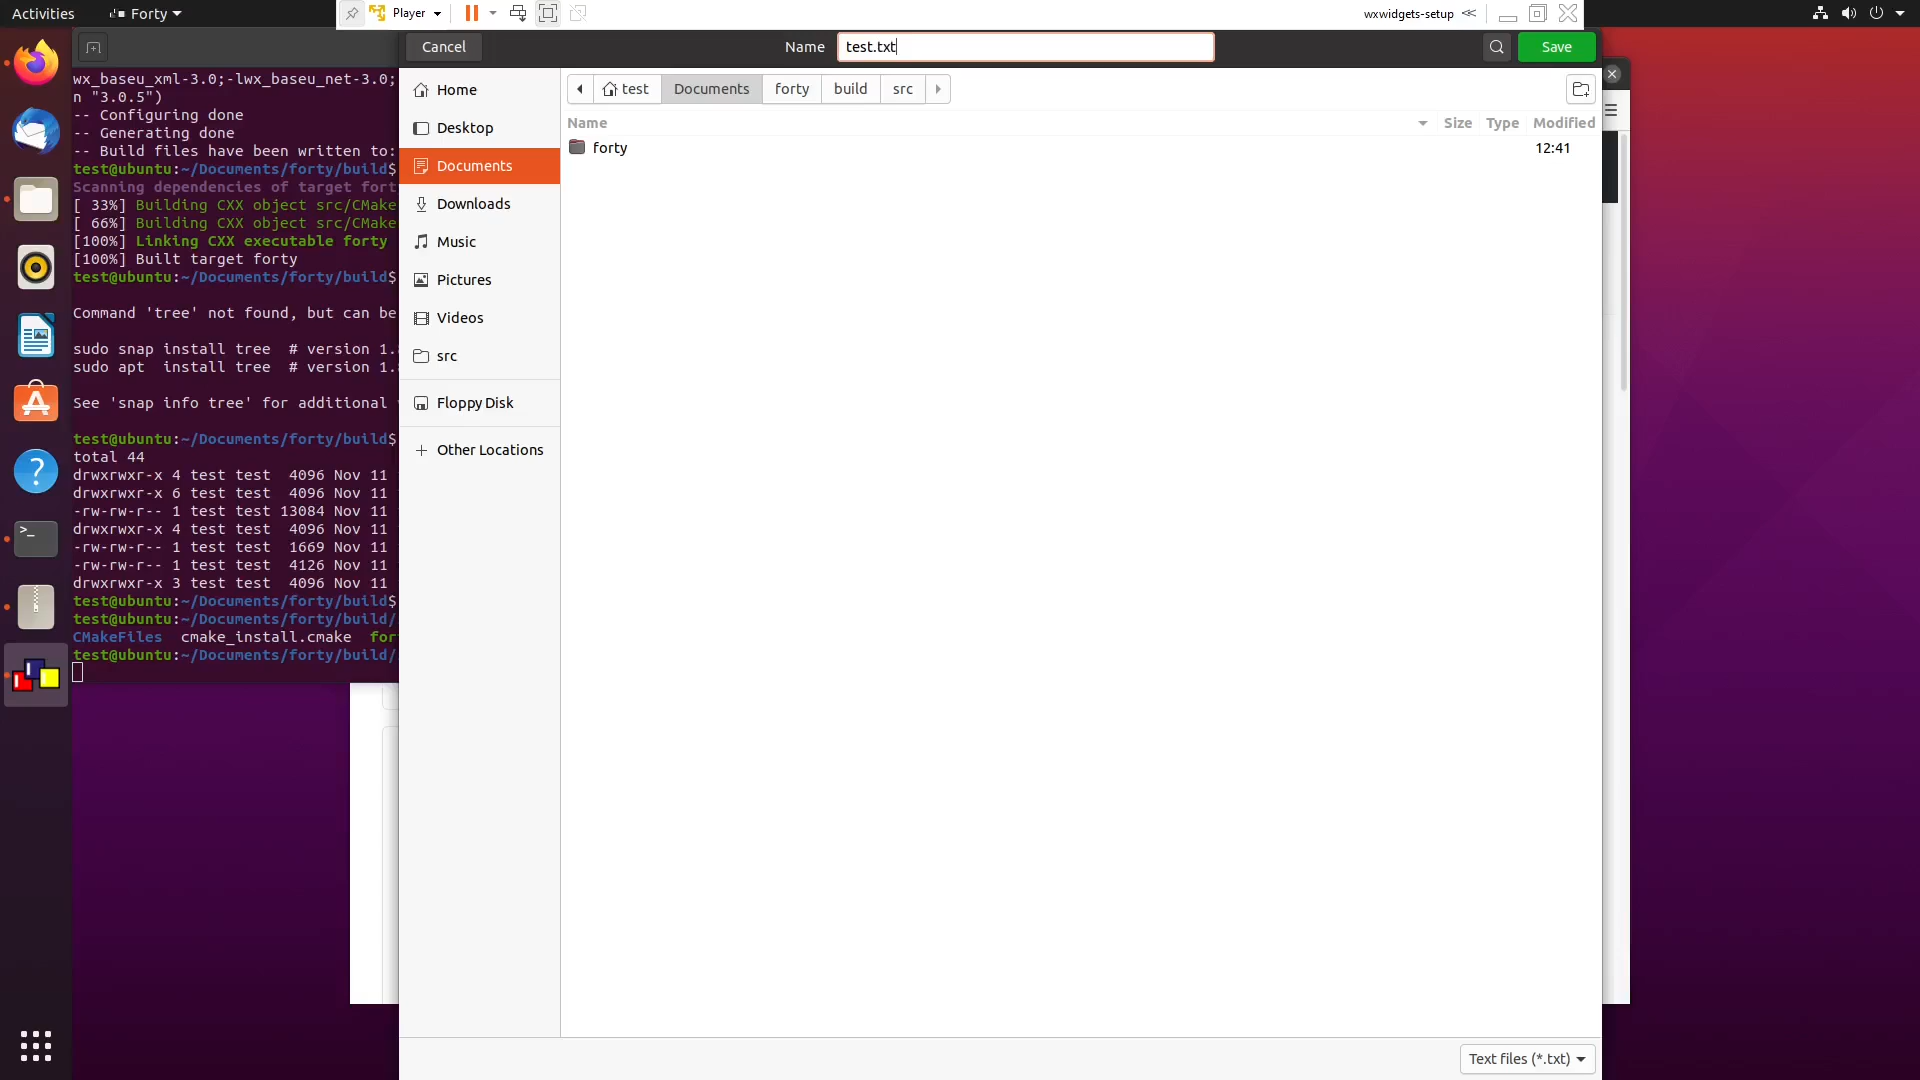 Activities
Forty
Player
wxwidgets-setup
Cancel
Name
test.txt
Save
wx_baseu_xml-3.0;-lwx_baseu_net-3.0;
n "3.0.5")
-- Configuring done
-- Generating done
-- Build files have been written to:
test@ubuntu:~/Documents/forty/build$
Scanning dependencies of target fort
[ 33%] Building CXX object src/CMake
[ 66%] Building CXX object src/CMake
[100%] Linking CXX executable forty
[100%] Built target forty
test@ubuntu:~/Documents/forty/build$
Command 'tree' not found, but can be
sudo snap install tree  # version 1.
sudo apt  install tree  # version 1.
See 'snap info tree' for additional
test@ubuntu:~/Documents/forty/build$
total 44
drwxrwxr-x 4 test test  4096 Nov 11
drwxrwxr-x 6 test test  4096 Nov 11
-rw-rw-r-- 1 test test 13084 Nov 11
drwxrwxr-x 4 test test  4096 Nov 11
-rw-rw-r-- 1 test test  1669 Nov 11
-rw-rw-r-- 1 test test  4126 Nov 11
drwxrwxr-x 3 test test  4096 Nov 11
test@ubuntu:~/Documents/forty/build$
test@ubuntu:~/Documents/forty/build/
CMakeFiles  cmake_install.cmake  for
test@ubuntu:~/Documents/forty/build/
Home
Desktop
Documents
Downloads
Music
Pictures
Videos
src
Floppy Disk
Other Locations
test
Documents
forty
build
src
Name
Size
Type
Modified
forty
12:41
Text files (*.txt)